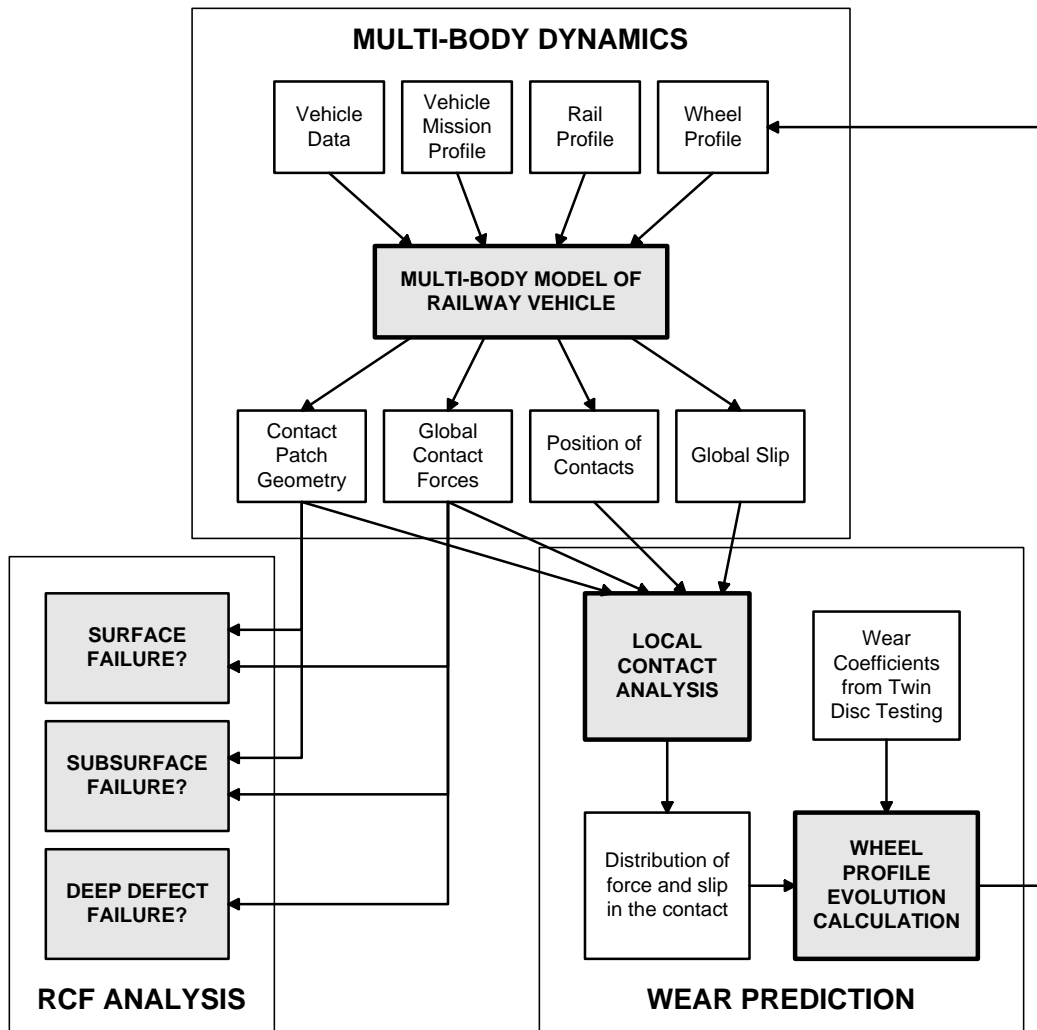 MULTI-BODY DYNAMICS
Vehicle
Data
Vehicle
Mission
Profile
Rail
Profile
Wheel
Profile
MULTI-BODY MODEL OF
RAILWAY VEHICLE
Contact
Patch
Geometry
Global
Contact
Forces
Position of
Contacts
Global Slip
SURFACE
FAILURE?
SUBSURFACE
FAILURE?
DEEP DEFECT
FAILURE?
RCF ANALYSIS
LOCAL
CONTACT
ANALYSIS
Wear
Coefficients
from Twin
Disc Testing
Distribution of
force and slip
in the contact
WHEEL
PROFILE
EVOLUTION
CALCULATION
WEAR PREDICTION